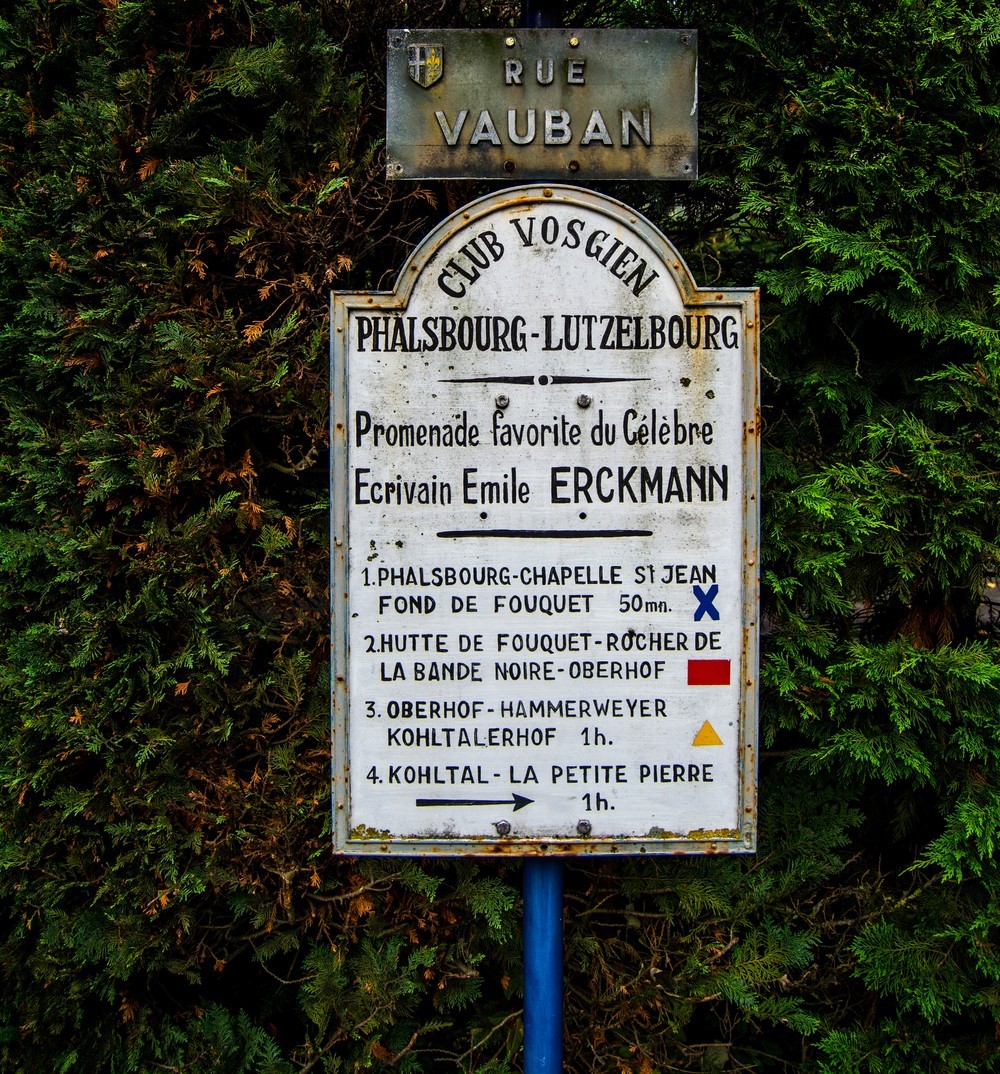 RUE
VAUBAN
CLUB VOSGIEN
PHALSBOURG-LUTZELBOURG
Promenade favorite du Célèbre
Ecrivain Emile ERCKMANN
1.PHALSBOURG-CHAPELLE St JEAN
FOND DE FOUQUET 50mn.
2.HUTTE DE FOUQUET-ROCHER DE
LA BANDE NOIRE-OBERHOF
3. OBERHOF-HAMMERWEYER
KOHLTALERHOF 1h.
4. KOHLTAL-LA PETITE PIERRE
1h.